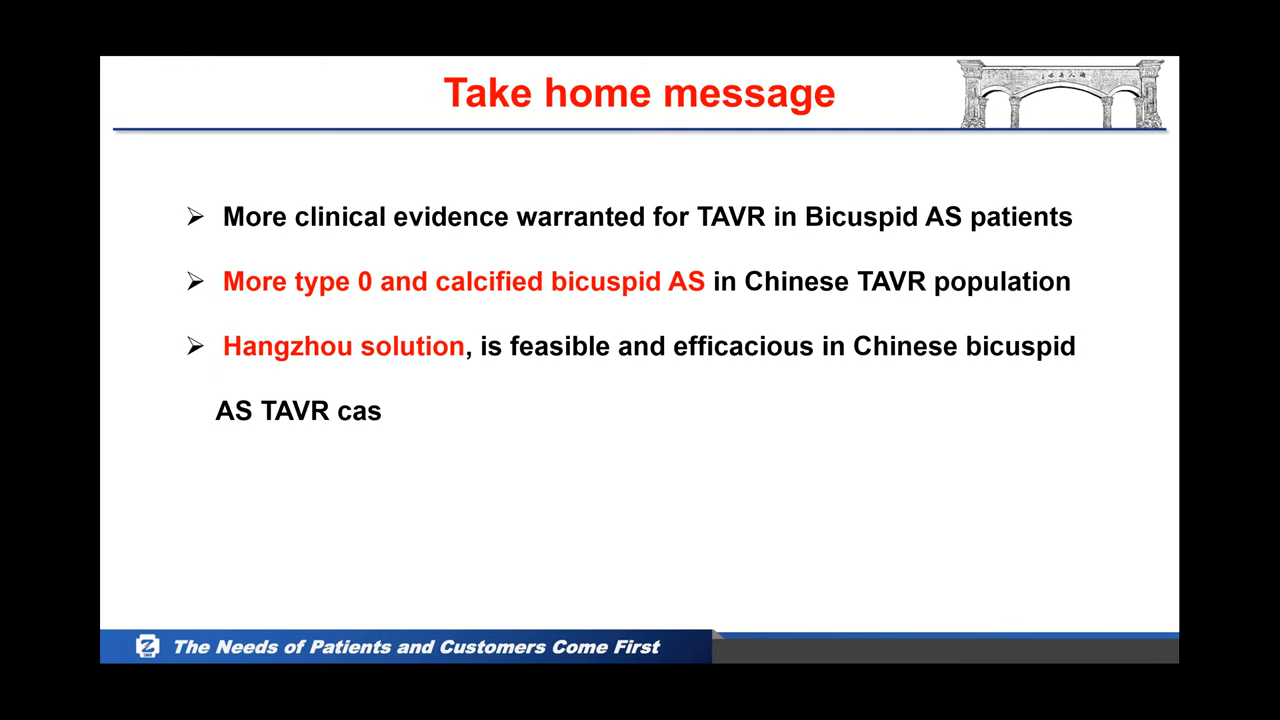 Take home message
More clinical evidence warranted for TAVR in Bicuspid AS patients
More type 0 and calcified bicuspid AS in Chinese TAVR population
Hangzhou solution, is feasible and efficacious in Chinese bicuspid
AS TAVR cas
The Needs of Patients and Customers Come First